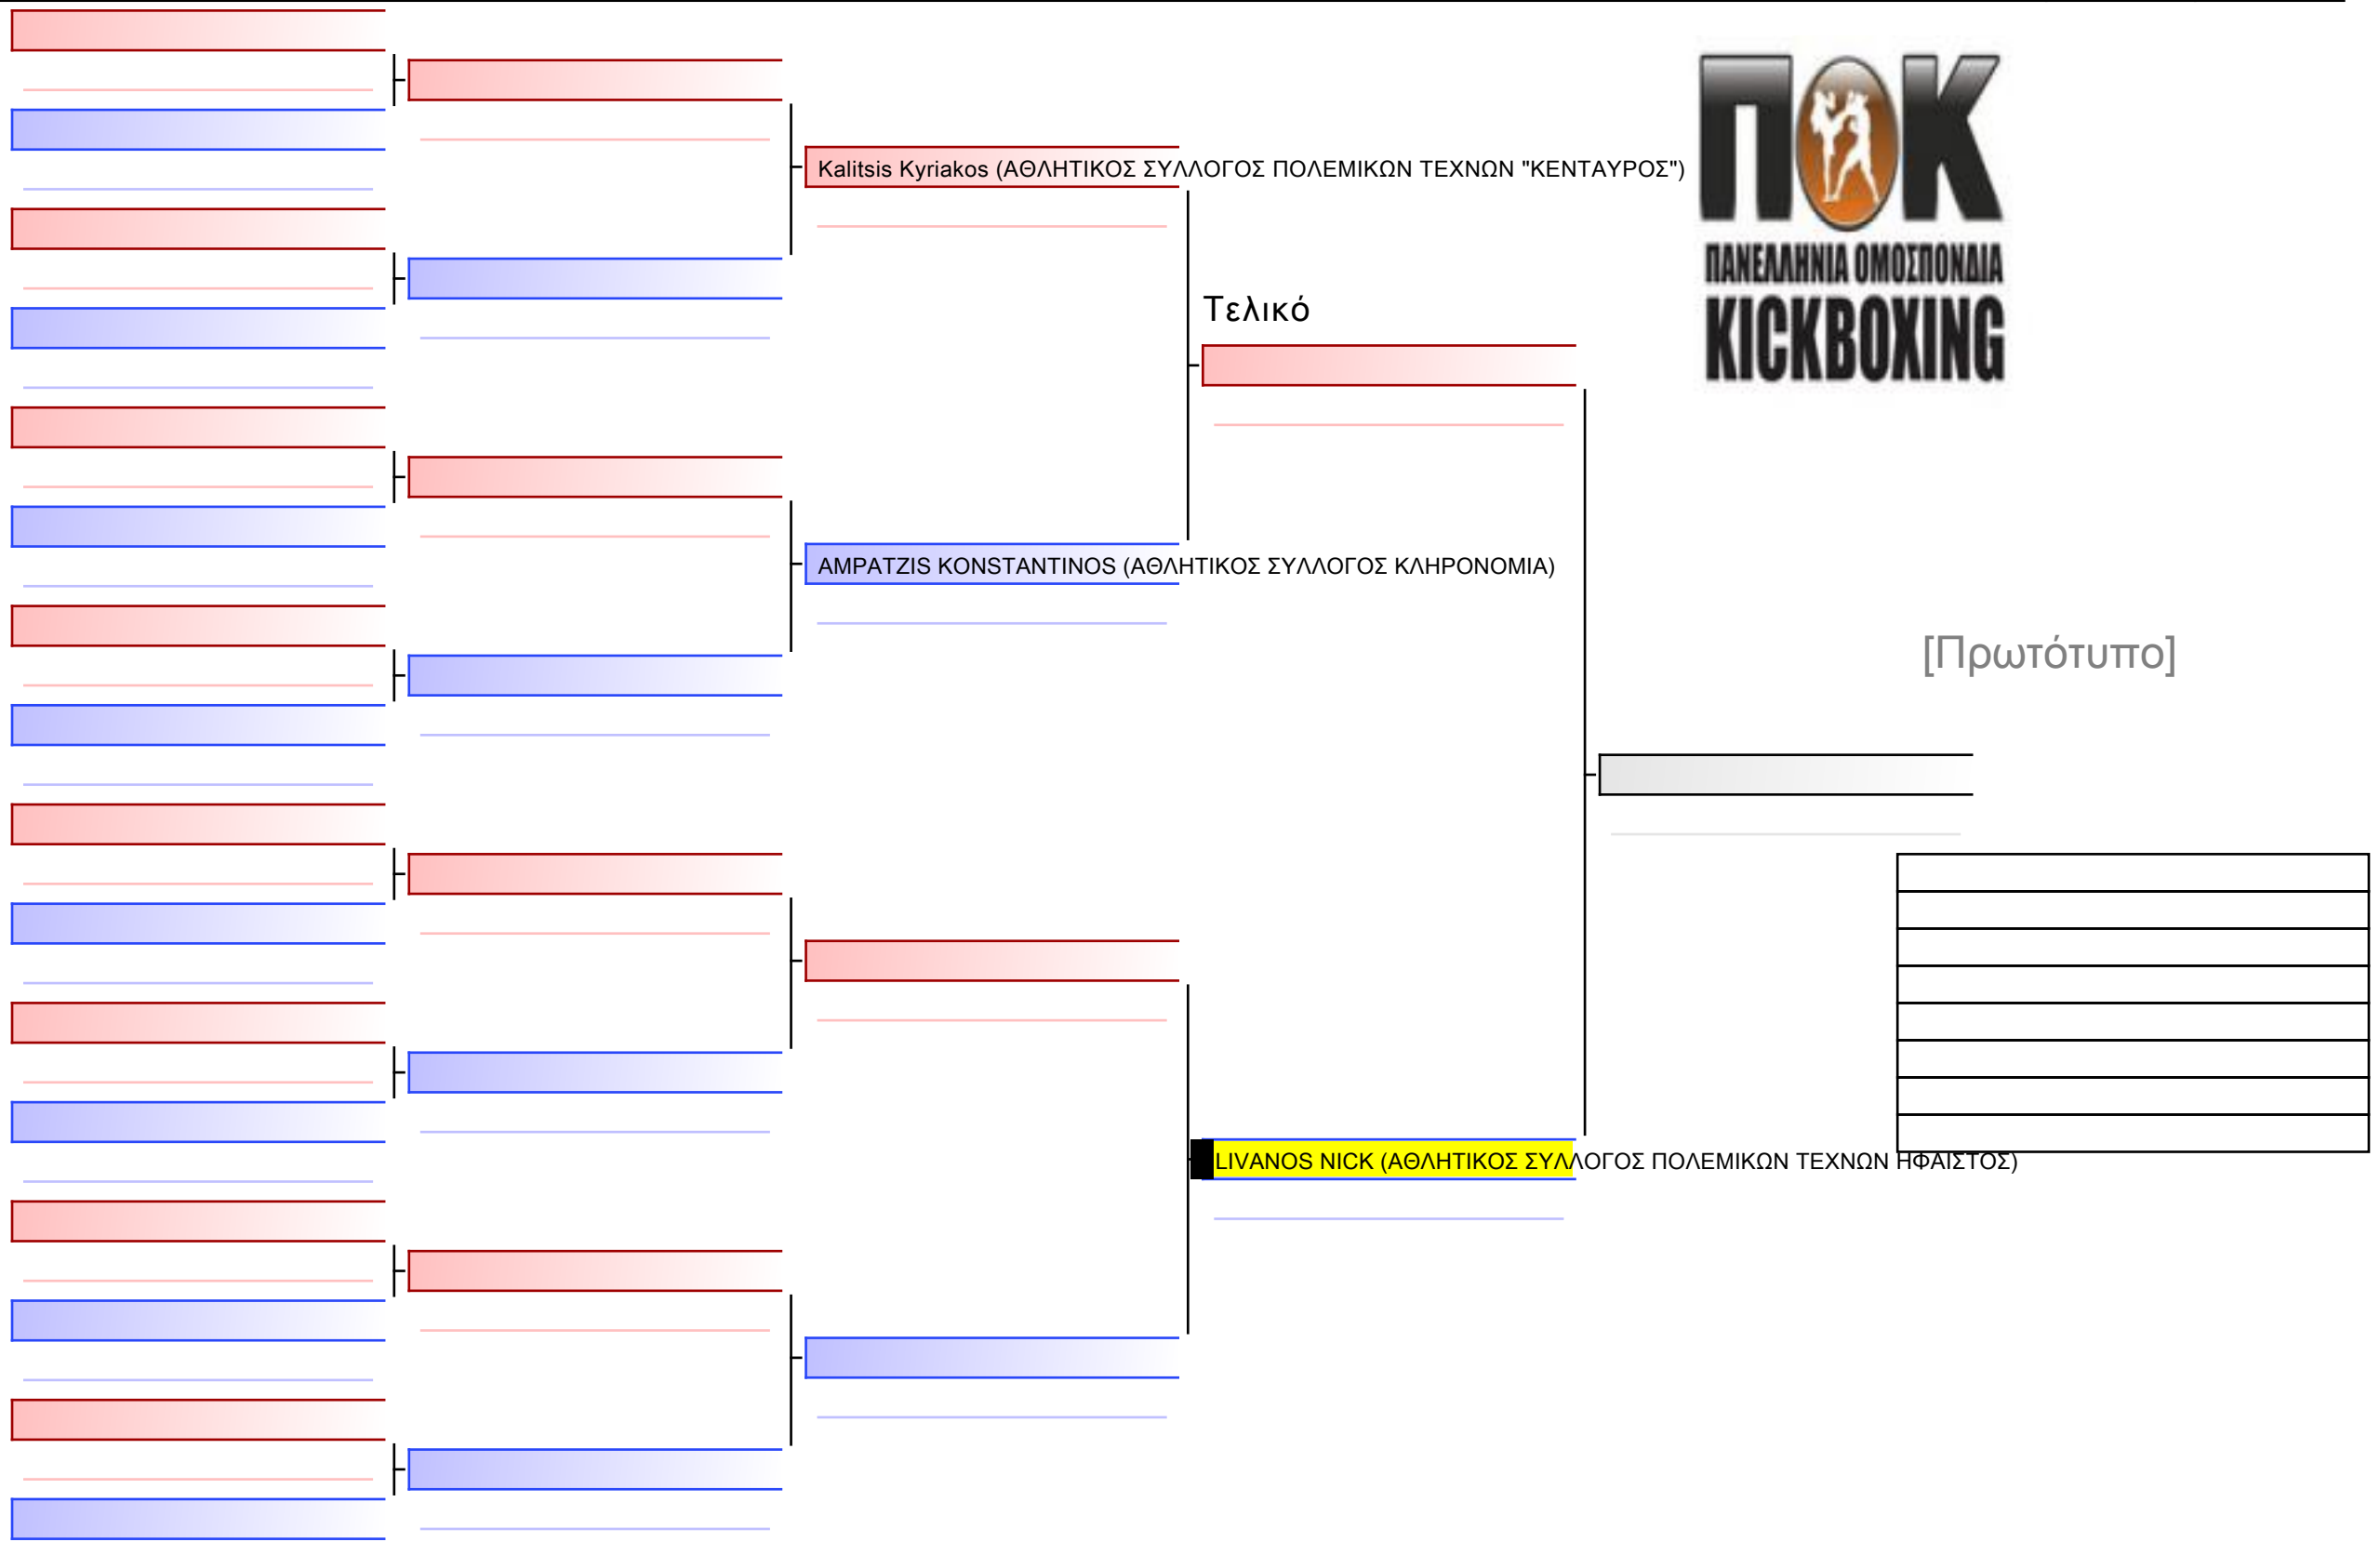 ΠΟΚ
ΠΑΝΕΛΛΗΝΙΑ ΟΜΟΣΠΟΝΔΙΑ
KICKBOXING
Kalitsis Kyriakos (ΑΘΛΗΤΙΚΟΣ ΣΥΛΛΟΓΟΣ ΠΟΛΕΜΙΚΩΝ ΤΕΧΝΩΝ "ΚΕΝΤΑΥΡΟΣ")
Τελικό
AMPATZIS KONSTANTINOS (ΑΘΛΗΤΙΚΟΣ ΣΥΛΛΟΓΟΣ ΚΛΗΡΟΝΟΜΙΑ)
[Πρωτότυπο]
LIVANOS NICK (ΑΘΛΗΤΙΚΟΣ ΣΥΛΛΟΓΟΣ ΠΟΛΕΜΙΚΩΝ ΤΕΧΝΩΝ ΗΦΑΙΣΤΟΣ)